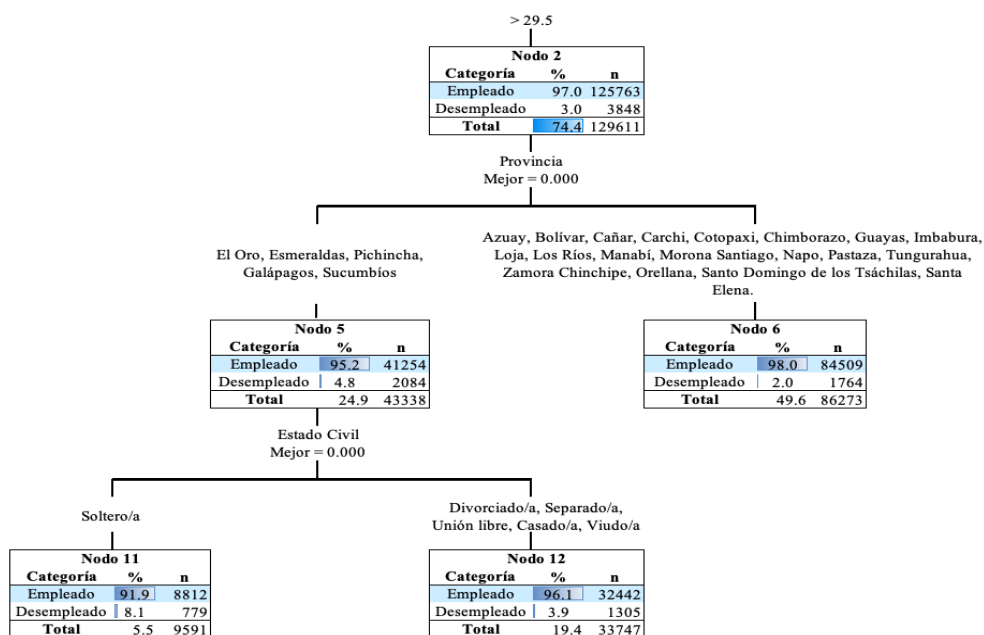 > 29.5
Nodo 2
Categoría % n
Empleado 97.0 125763
Desempleado 3.0 3848
Total 74.4 129611
Provincia
Mejor = 0.000
El Oro, Esmeraldas, Pichincha,
Galápagos, Sucumbíos
Azuay, Bolívar, Cañar, Carchi, Cotopaxi, Chimborazo, Guayas, Imbabura,
Loja, Los Ríos, Manabí, Morona Santiago, Napo, Pastaza, Tungurahua,
Zamora Chinchipe, Orellana, Santo Domingo de los Tsáchilas, Santa
Elena.
Nodo 5
Categoría % n
Empleado 95.2 41254
Desempleado 4.8 2084
Total 24.9 43338
Nodo 6
Categoría % n
Empleado 98.0 84509
Desempleado 2.0 1764
Total 49.6 86273
Estado Civil
Mejor = 0.000
Soltero/a
Divorciado/a, Separado/a,
Unión libre, Casado/a, Viudo/a
Nodo 11
Categoría % n
Empleado 91.9 8812
Desempleado 8.1 779
Total 5.5 9591
Nodo 12
Categoría % n
Empleado 96.1 32442
Desempleado 3.9 1305
Total 19.4 33747